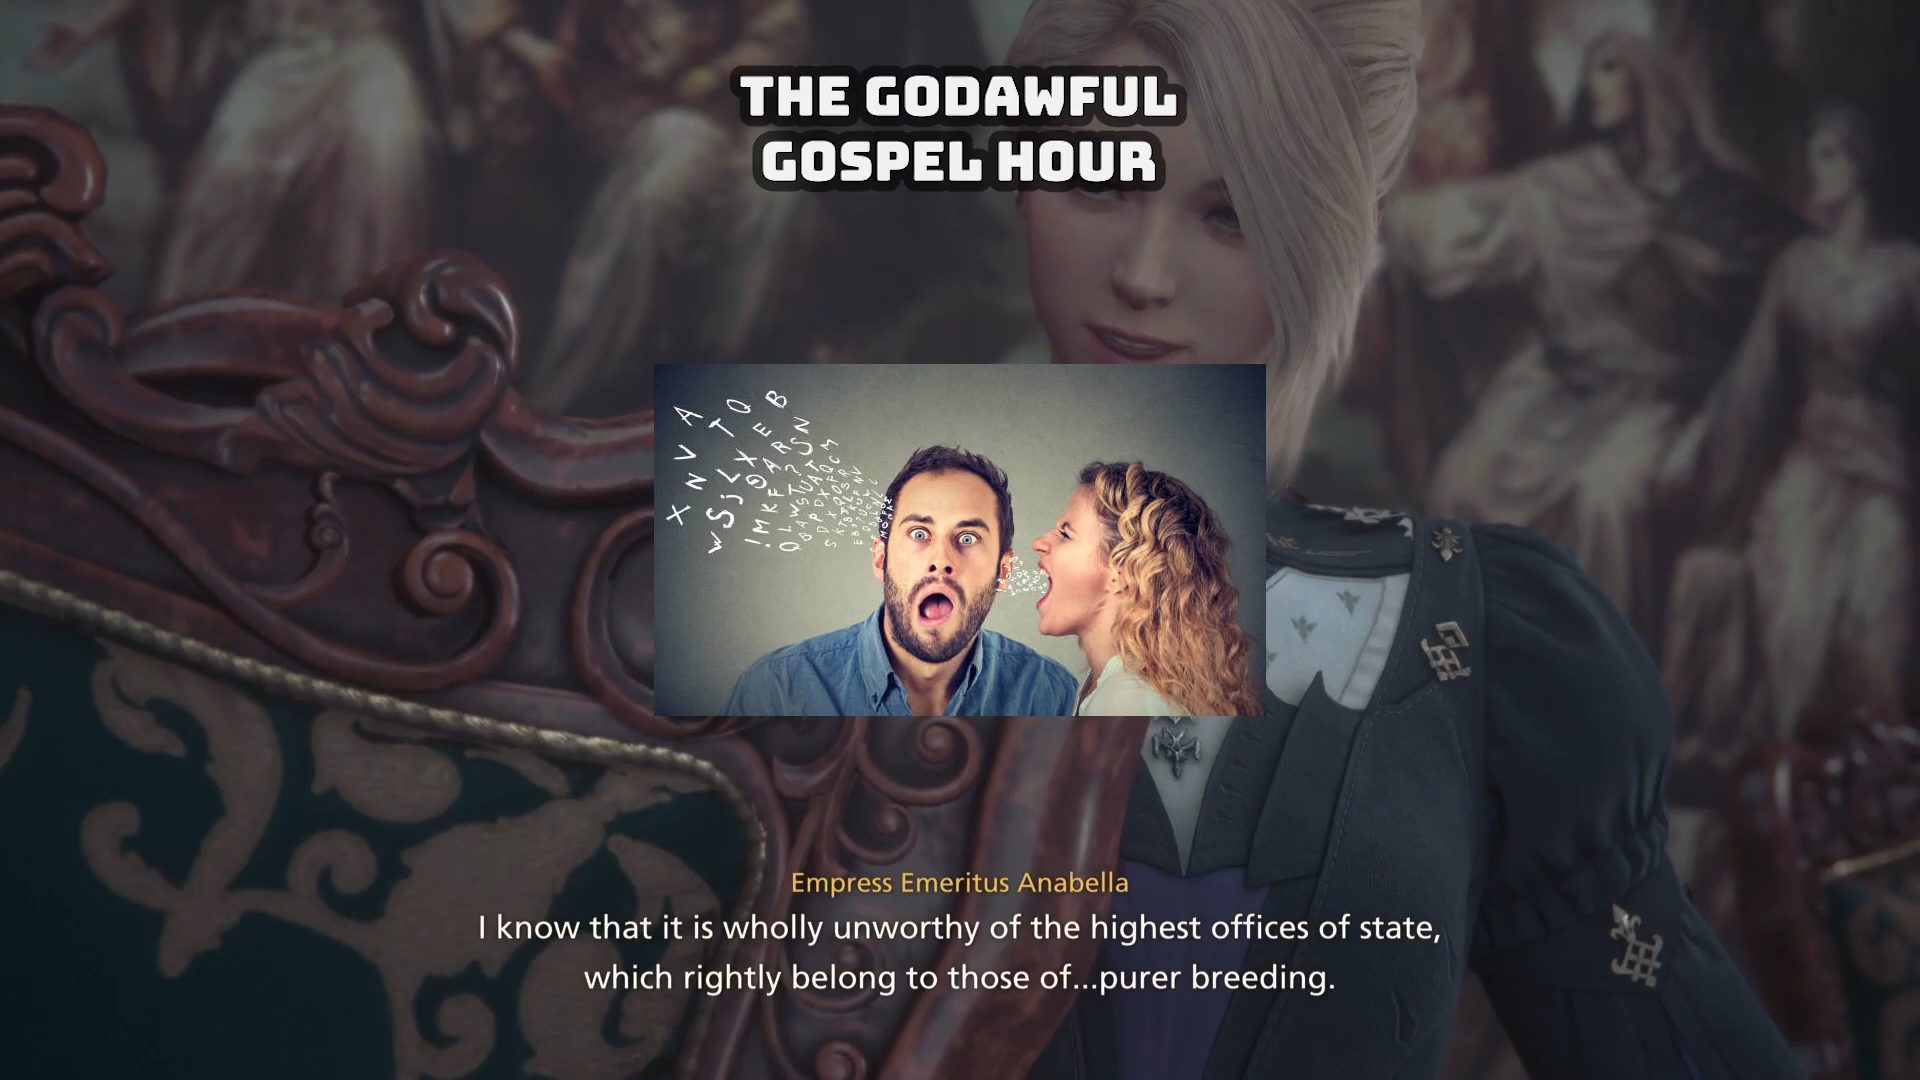 THE GODAWFUL
GOSPEL HOUR
Empress Emeritus Anabella
I know that it is wholly unworthy of the highest offices of state,
which rightly belong to those of...purer breeding.